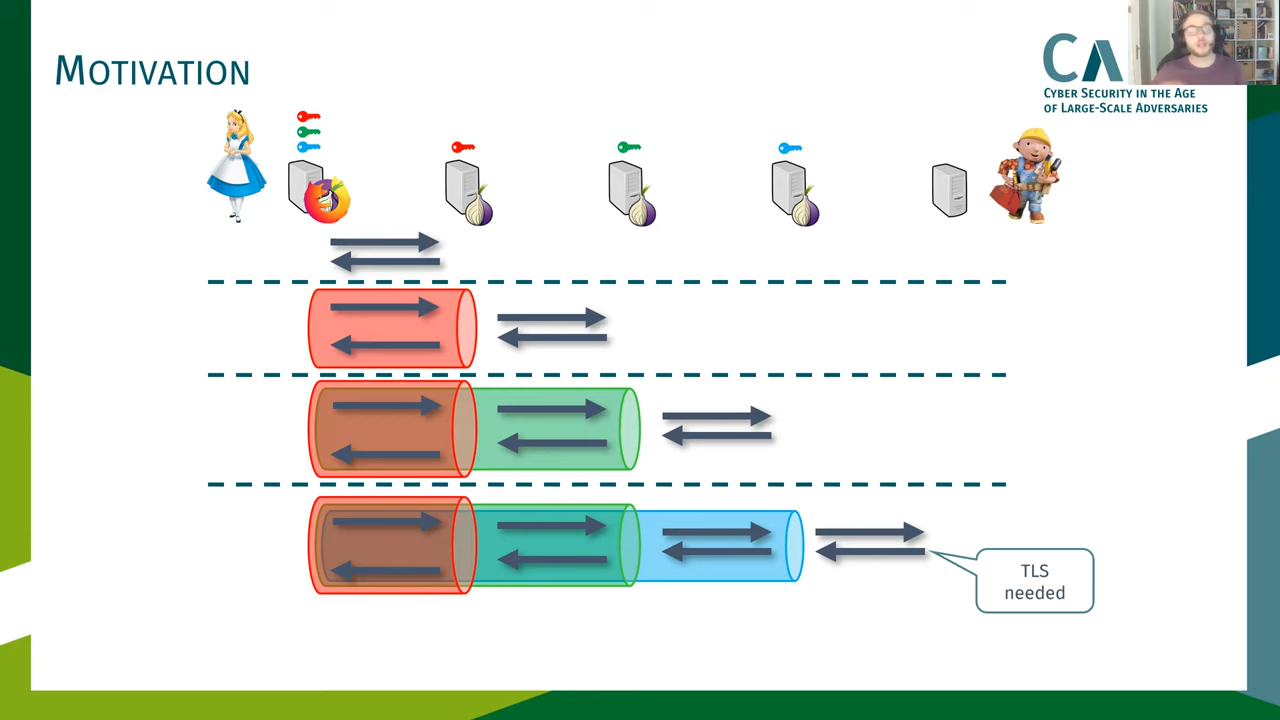 MOTIVATION
CA
CYBER SECURITY IN THE AGE
OF LARGE-SCALE ADVERSARIES
TLS
needed